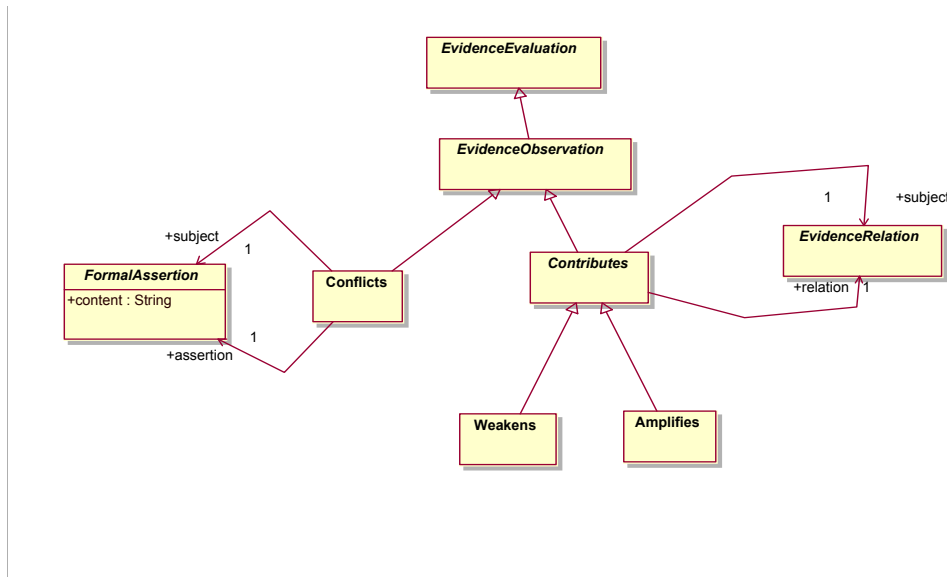 EvidenceEvaluation
EvidenceObservation
+subject
1
1
+subject
EvidenceRelation
FormalAssertion
+content : String
Conflicts
Contributes
+relation
1
1
+assertion
Weakens
Amplifies